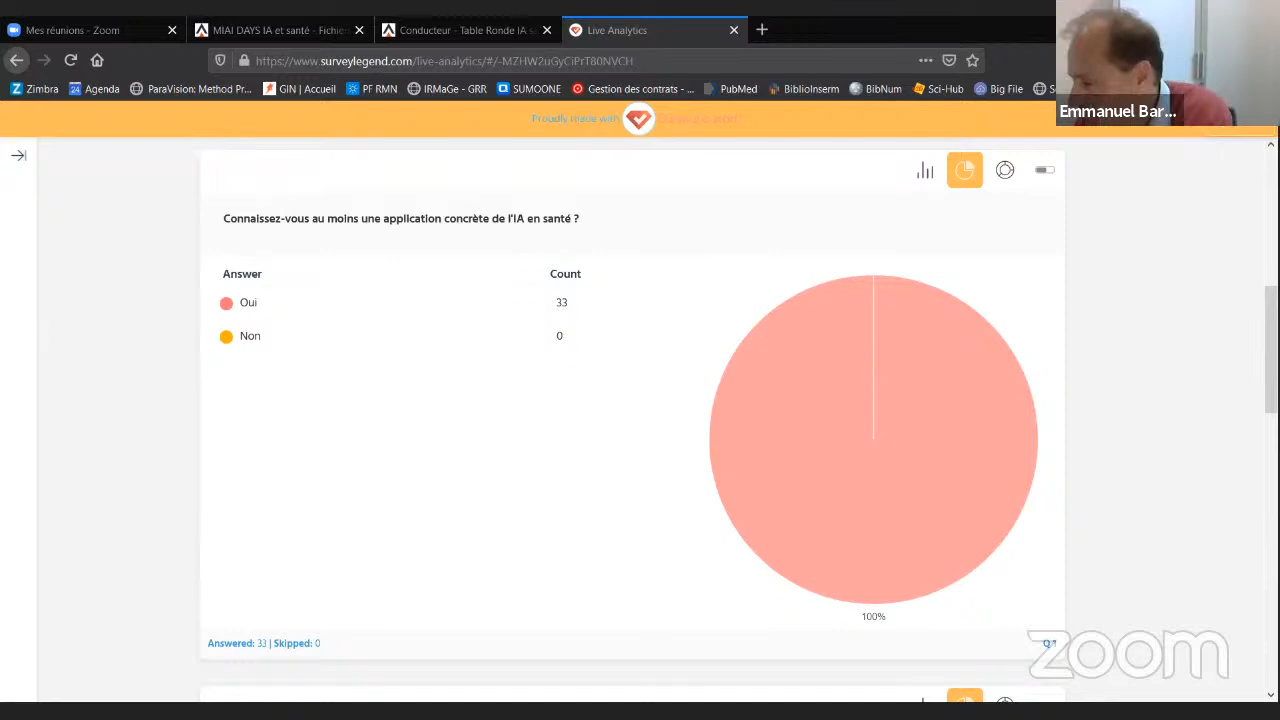 Mes réunions - Zoom
MIAI DAYS IA et santé - Fichier
Conducteur - Table Ronde IA sa
Live Analytics
https://www.surveylegend.com/live-analytics/#/-MZHW2uGyCiPrT80NVCH
Zimbra
Agenda
ParaVision: Method Pr...
GIN | Accueil
PF RMN
IRMaGe - GRR
SUMOONE
Gestion des contrats - ...
PubMed
BiblioInserm
BibNum
Sci-Hub
Big File
Emmanuel Bar...
Proudly made with
Connaissez-vous au moins une application concrète de l'IA en santé ?
Answer Count
Oui 33
Non 0
100%
Answered: 33 | Skipped: 0
zoom